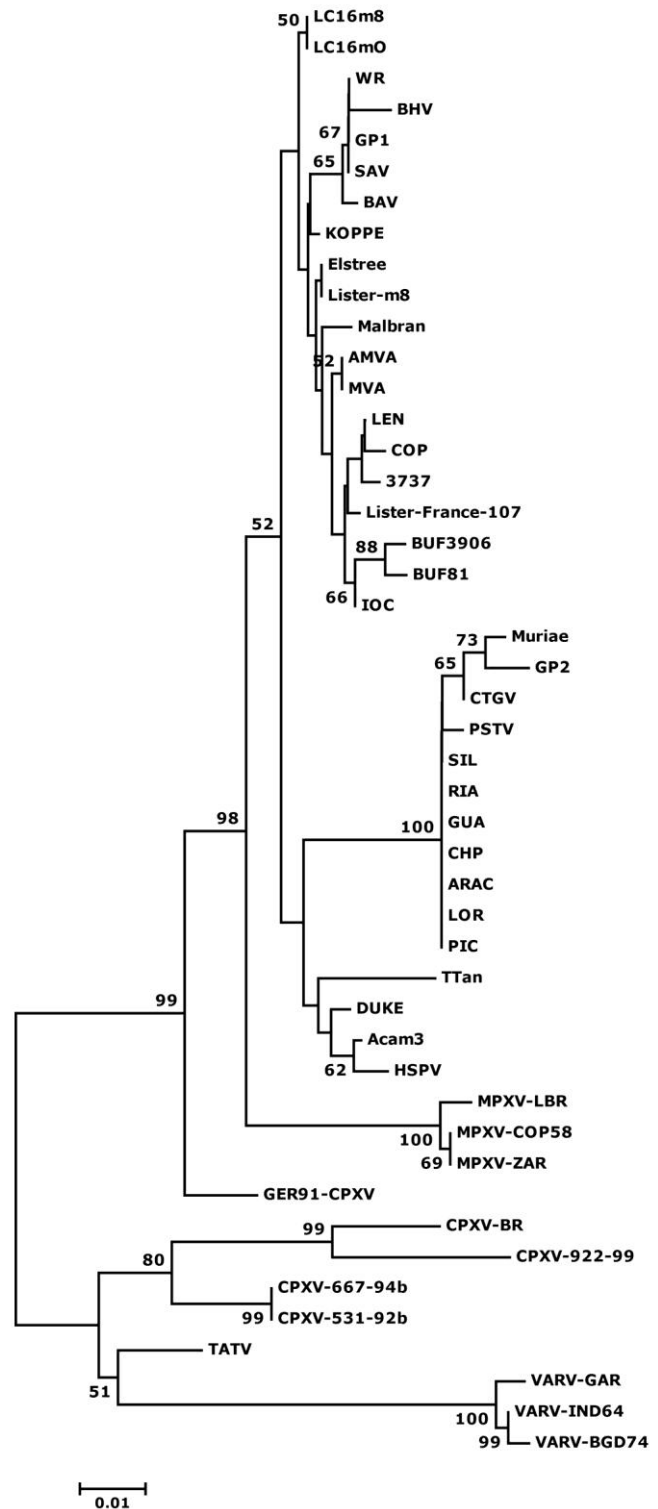 50
LC16m8
LC16mO
WR
BHV
67
GP1
65
SAV
BAV
KOPPE
Elstree
Lister-m8
Malbran
52
AMVA
MVA
LEN
COP
3737
Lister-France-107
52
88
BUF3906
BUF81
66
IOC
73
Muriae
65
GP2
CTGV
PSTV
SIL
RIA
98
100
GUA
CHP
ARAC
LOR
PIC
TTan
99
DUKE
Acam3
62
HSPV
MPXV-LBR
100
MPXV-COP58
69
MPXV-ZAR
GER91-CPXV
99
CPXV-BR
80
CPXV-922-99
CPXV-667-94b
99
CPXV-531-92b
TATV
51
VARV-GAR
100
VARV-IND64
99
VARV-BGD74
0.01